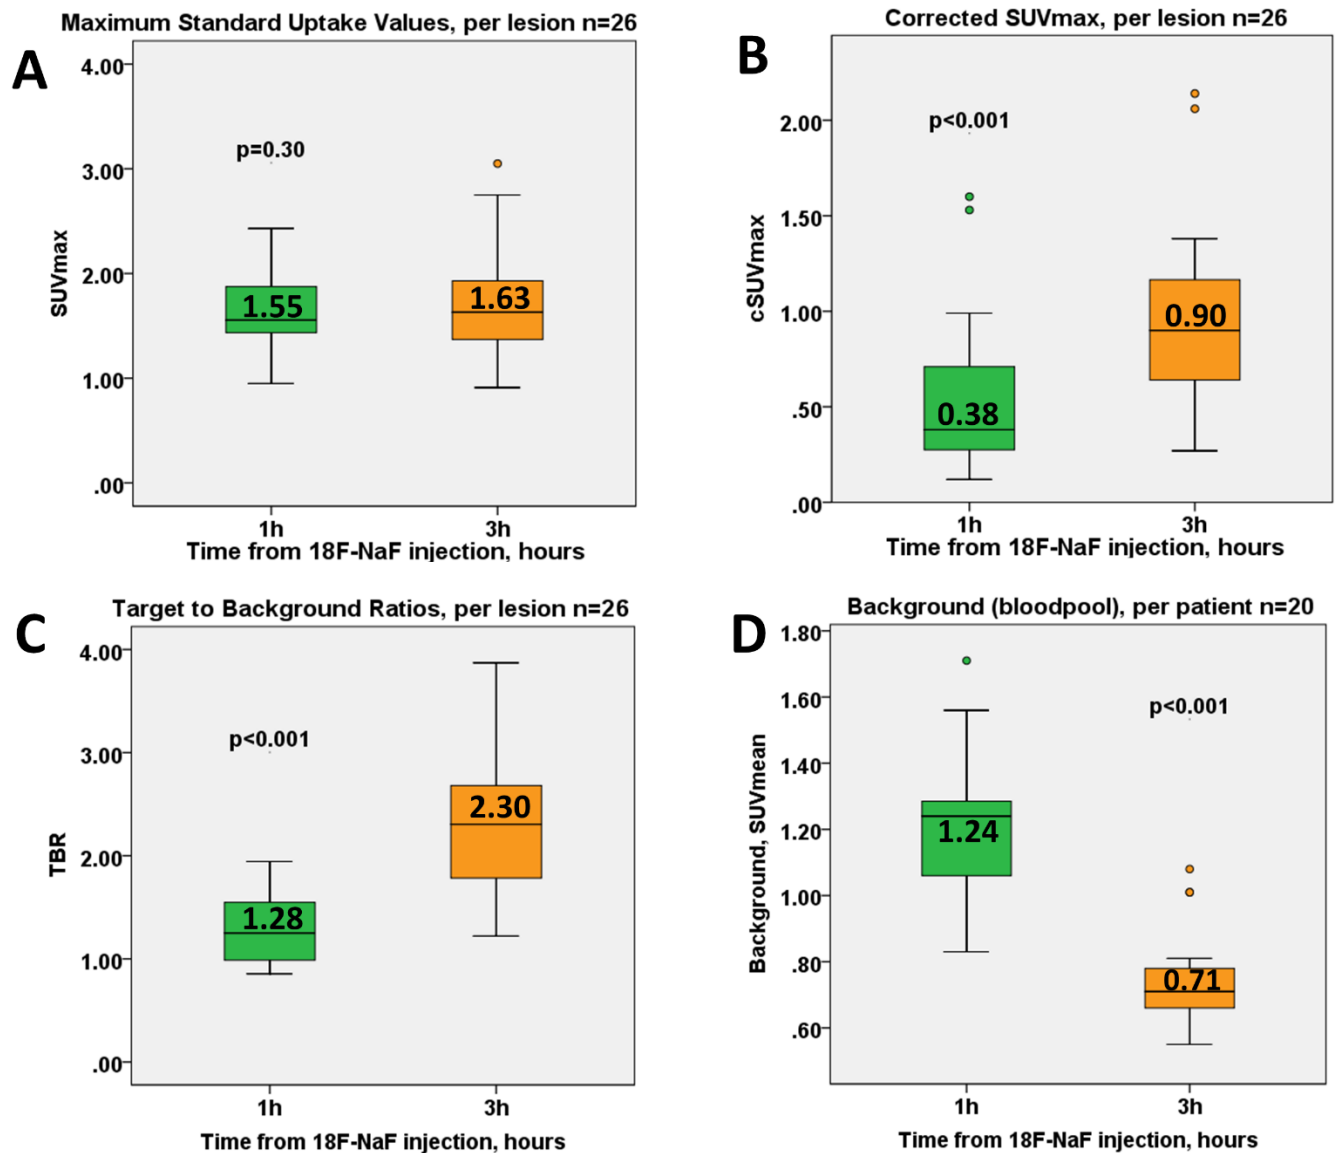 Maximum Standard Uptake Values, per lesion n=26
A
4.00
3.00
2.00
1.00
.00
SUVmax
p=0.30
1.55
1.63
1h
3h
Time from 18F-NaF injection, hours
Corrected SUVmax, per lesion n=26
B
2.00
1.50
1.00
.50
.00
cSUVmax
p<0.001
0.38
0.90
1h
3h
Time from 18F-NaF injection, hours
Target to Background Ratios, per lesion n=26
C
4.00
3.00
2.00
1.00
.00
TBR
p<0.001
1.28
2.30
1h
3h
Time from 18F-NaF injection, hours
Background (bloodpool), per patient n=20
D
1.80
1.60
1.40
1.20
1.00
.80
.60
Background, SUVmean
p<0.001
1.24
0.71
1h
3h
Time from 18F-NaF injection, hours